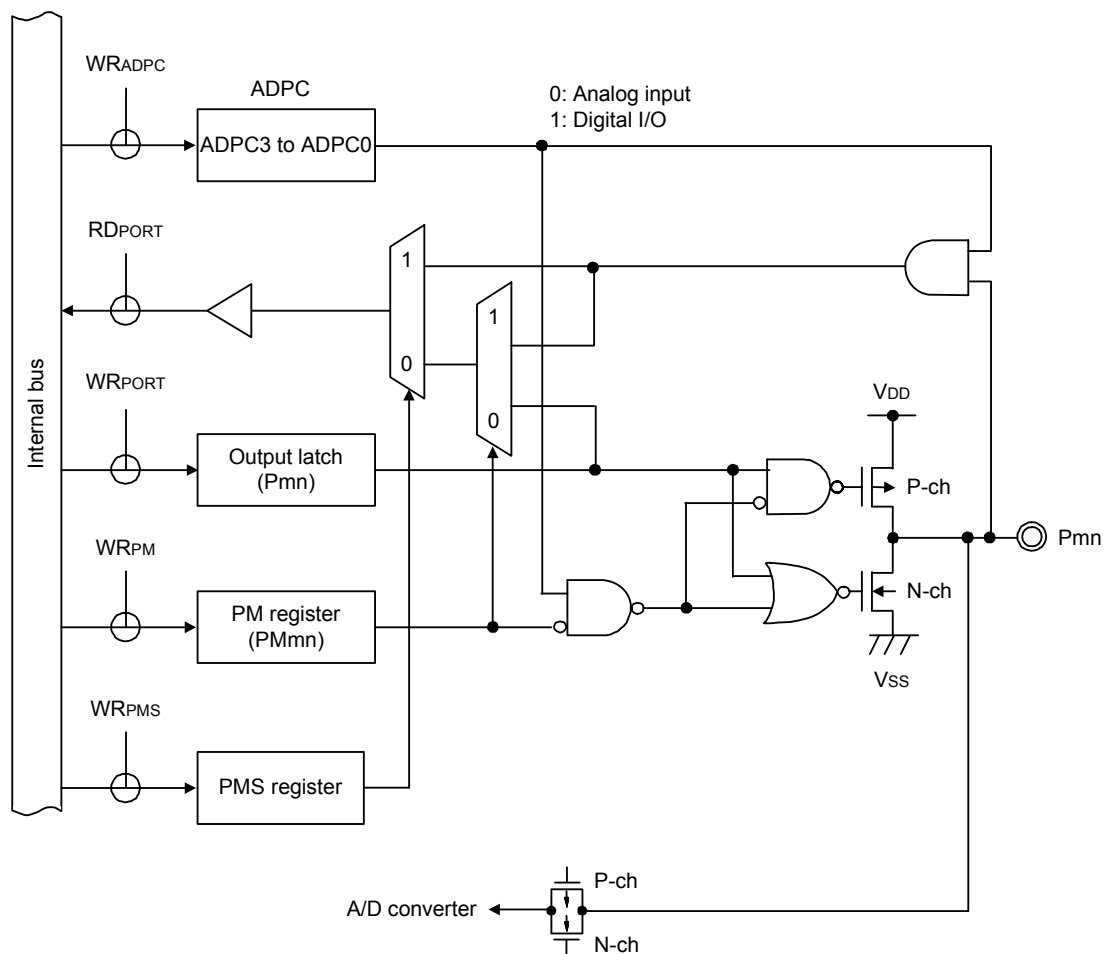 WRADPC
ADPC
0: Analog input
1: Digital I/O
ADPC3 to ADPC0
RDPORT
1
1
0
0
WRPORT
VDD
Internal bus
Output latch
(Pmn)
P-ch
Pmn
WRPM
PM register
(PMmn)
N-ch
VSS
WRPMS
PMS register
P-ch
A/D converter
N-ch